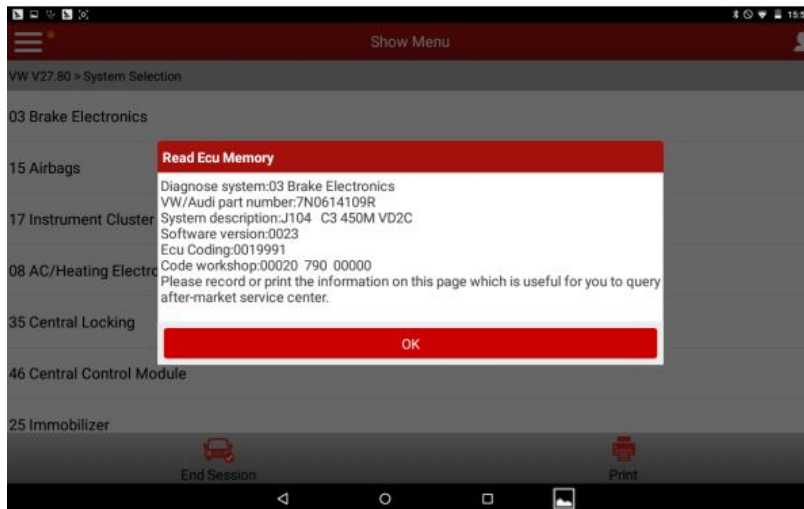 Show Menu
VW V27.80 > System Selection
03 Brake Electronics
15 Airbags
17 Instrument Cluster
08 AC/Heating
35 Central Locking
46 Central Control Module
25 Immobilizer
Read Ecu Memory
Diagnose system:03 Brake Electronics
VW/Audi part number:7N0614109R
System description:J104 C3 450M VD2C
Software version:0023
Ecu Coding:0019991
Code workshop:00020 790 00000
Please record or print the information on this page which is useful for you to query
after-market service center.
OK
End Session
Print